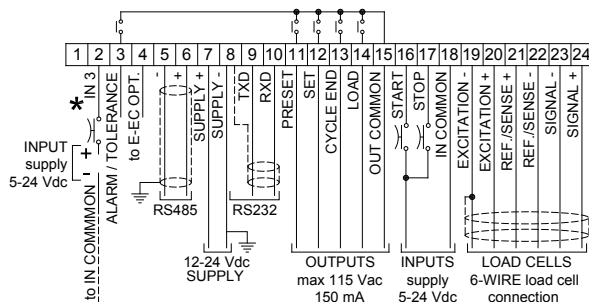 1 2 3 4 5 6 7 8 9 10 11 12 13 14 15 16 17 18 19 20 21 22 23 24
*
IN 3
ALARM / TOLERANCE
to E-EC OPT.
-
+
SUPPLY +
SUPPLY -
TXD
RXD
PRESET
SET
CYCLE END
LOAD
OUT COMMON
START
STOP
IN COMMON
EXCITATION -
EXCITATION +
REF./SENSE +
REF./SENSE -
SIGNAL -
SIGNAL +
INPUT
supply
5-24 Vdc
+
-
to IN COMMMON
RS485
RS232
12-24 Vdc
SUPPLY
OUTPUTS
max 115 Vac
150 mA
INPUTS
supply
5-24 Vdc
LOAD CELLS
6-WIRE load cell
connection